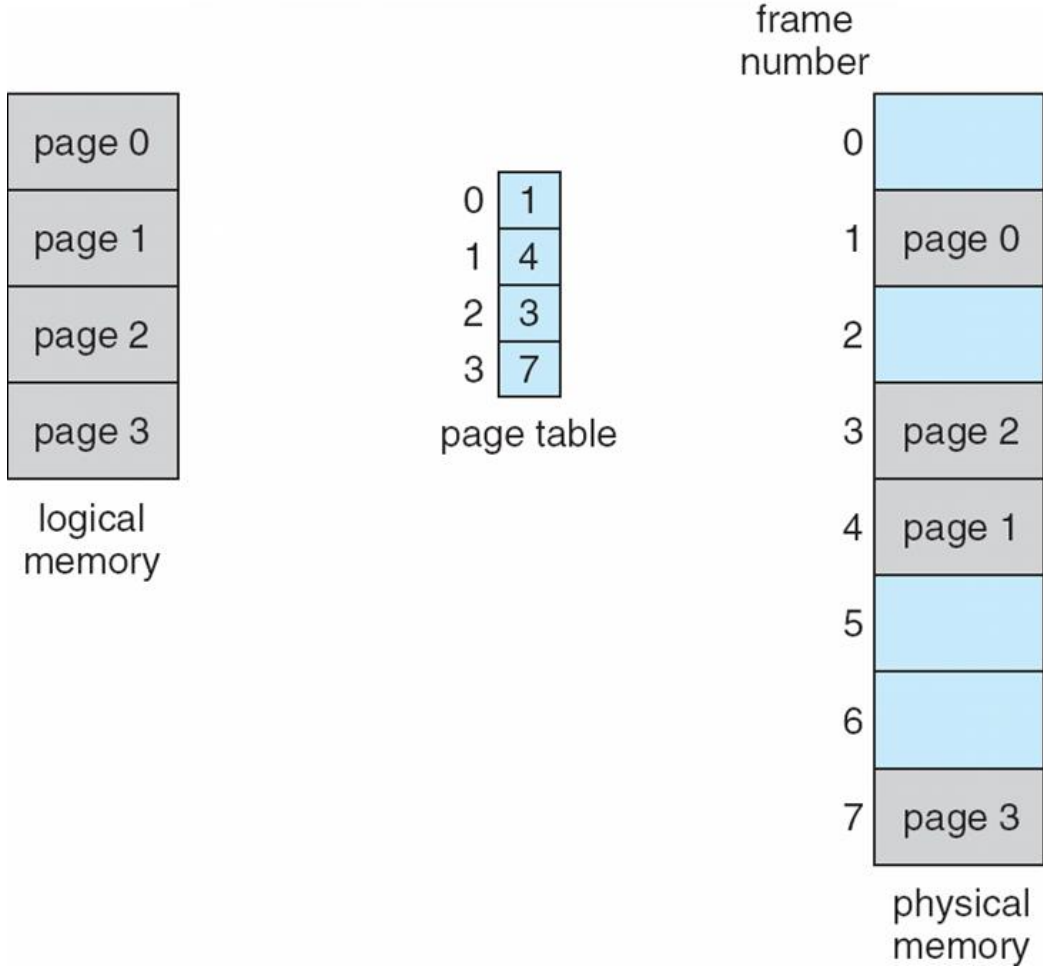 frame
number
page 0
page 1
page 2
page 3
logical
memory
0 1
1 4
2 3
3 7
page table
0
1 page 0
2
3 page 2
4 page 1
5
6
7 page 3
physical
memory